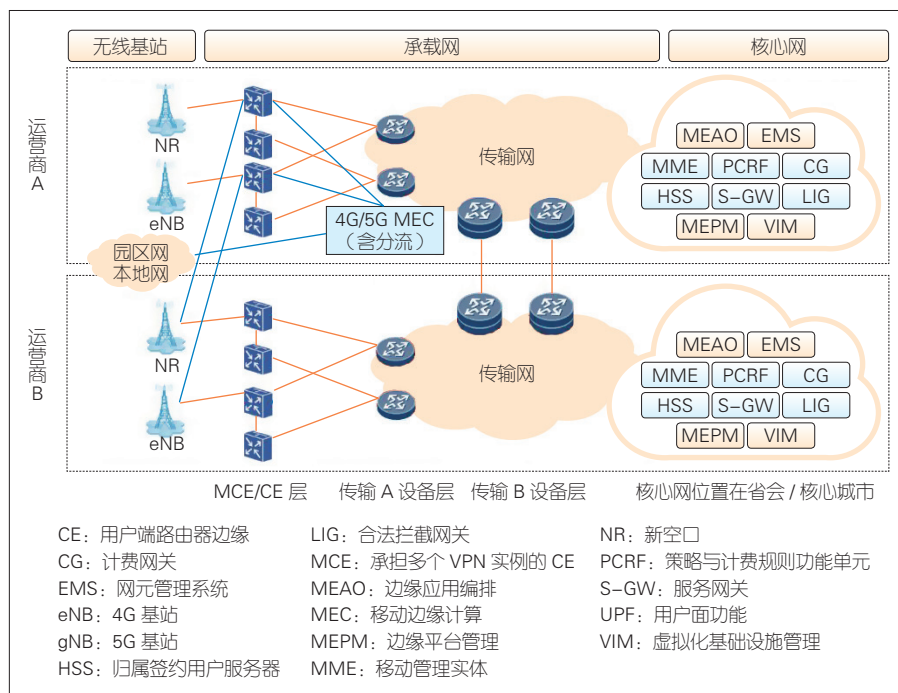 无线基站
承载网
核心网
运营商A
NR
eNB
园区网
本地网
4G/5G MEC
（含分流）
传输网
MEAO EMS
MME PCRF CG
HSS S-GW LIG
MEPM VIM
运营商B
NR
eNB
传输网
MEAO EMS
MME PCRF CG
HSS S-GW LIG
MEPM VIM
MCE/CE 层 传输 A 设备层 传输 B 设备层 核心网位置在省会 / 核心城市
CE：用户端路由器边缘
CG：计费网关
EMS：网元管理系统
eNB：4G 基站
gNB：5G 基站
HSS：归属签约用户服务器
LIG：合法拦截网关
MCE：承担多个 VPN 实例的 CE
MEAO：边缘应用编排
MEC：移动边缘计算
MEPM：边缘平台管理
MME：移动管理实体
NR：新空口
PCRF：策略与计费规则功能单元
S-GW：服务网关
UPF：用户面功能
VIM：虚拟化基础设施管理